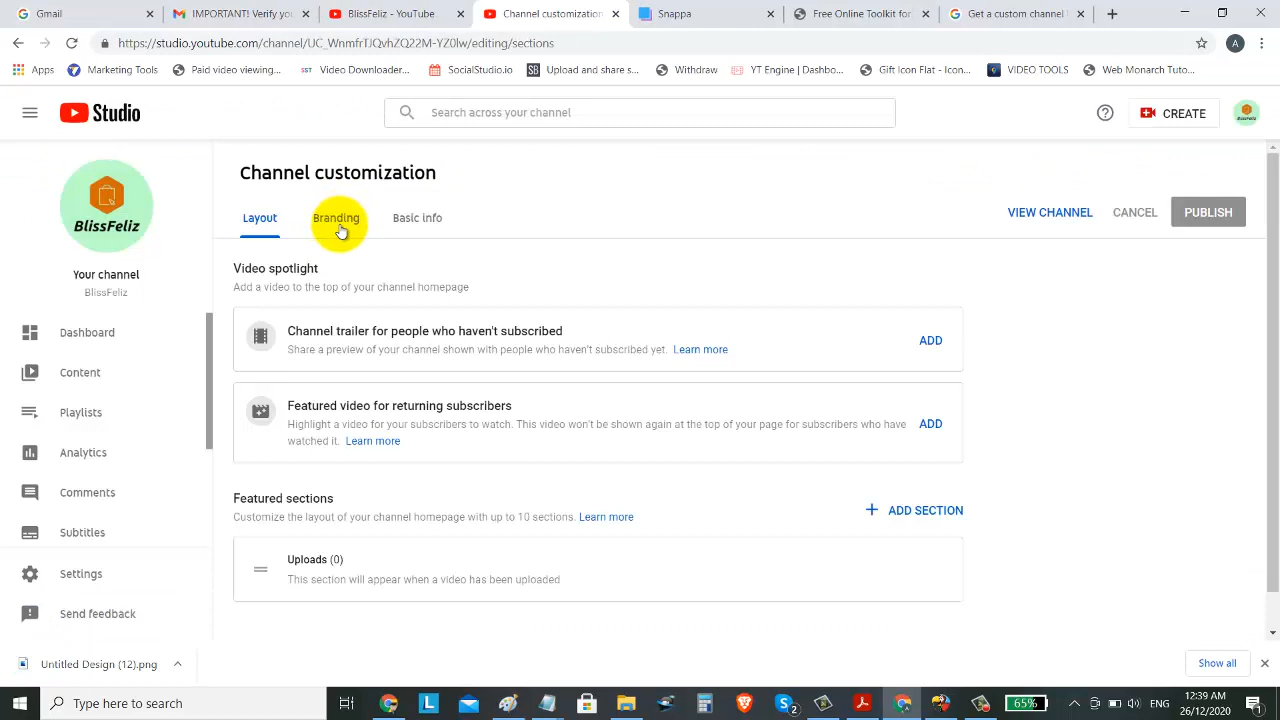 Gmail
IMPORTANT! Verify yo
BlissFeliz - YouTube
Channel customization
Snappa
Free Online Toolkit for
Get a custom channel
https://studio.youtube.com/channel/UC_WnmfrTJQvhZQ22M-YZ0lw/editing/sections
A
Apps
Marketing Tools
Paid video viewing...
SST Video Downloader...
SocialStudio.io
SB Upload and share s...
Withdraw
YT Engine | Dashbo...
Gift Icon Flat - Icon...
VIDEO TOOLS
Web Monarch Tuto...
Studio
Search across your channel
CREATE
BlissFeliz
Channel customization
Layout
Branding
Basic info
VIEW CHANNEL
CANCEL
PUBLISH
BlissFeliz
Your channel
BlissFeliz
Dashboard
Content
Playlists
Analytics
Comments
Subtitles
Settings
Send feedback
Video spotlight
Add a video to the top of your channel homepage
Channel trailer for people who haven't subscribed
Share a preview of your channel shown with people who haven't subscribed yet. Learn more
ADD
Featured video for returning subscribers
Highlight a video for your subscribers to watch. This video won't be shown again at the top of your page for subscribers who have
watched it. Learn more
ADD
Featured sections
Customize the layout of your channel homepage with up to 10 sections. Learn more
ADD SECTION
Uploads (0)
This section will appear when a video has been uploaded
Untitled Design (12).png
Show all
Type here to search
L
S
2
65%
ENG
12:39 AM
26/12/2020
2